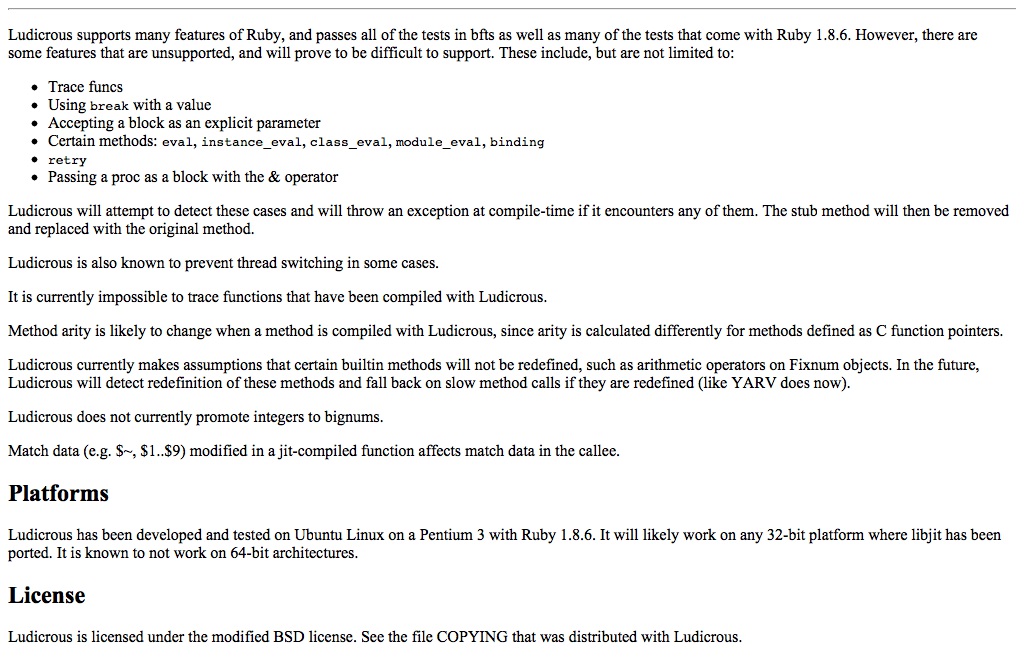 Ludicrous supports many features of Ruby, and passes all of the tests in bfts as well as many of the tests that come with Ruby 1.8.6. However, there are
some features that are unsupported, and will prove to be difficult to support. These include, but are not limited to:
• Trace funcs
• Using break with a value
• Accepting a block as an explicit parameter
• Certain methods: eval, instance_eval, class_eval, module_eval, binding
• retry
• Passing a proc as a block with the & operator
Ludicrous will attempt to detect these cases and will throw an exception at compile-time if it encounters any of them. The stub method will then be removed
and replaced with the original method.
Ludicrous is also known to prevent thread switching in some cases.
It is currently impossible to trace functions that have been compiled with Ludicrous.
Method arity is likely to change when a method is compiled with Ludicrous, since arity is calculated differently for methods defined as C function pointers.
Ludicrous currently makes assumptions that certain builtin methods will not be redefined, such as arithmetic operators on Fixnum objects. In the future,
Ludicrous will detect redefinition of these methods and fall back on slow method calls if they are redefined (like YARV does now).
Ludicrous does not currently promote integers to bignums.
Match data (e.g. $~, $1..$9) modified in a jit-compiled function affects match data in the callee.
Platforms
Ludicrous has been developed and tested on Ubuntu Linux on a Pentium 3 with Ruby 1.8.6. It will likely work on any 32-bit platform where libjit has been
ported. It is known to not work on 64-bit architectures.
License
Ludicrous is licensed under the modified BSD license. See the file COPYING that was distributed with Ludicrous.